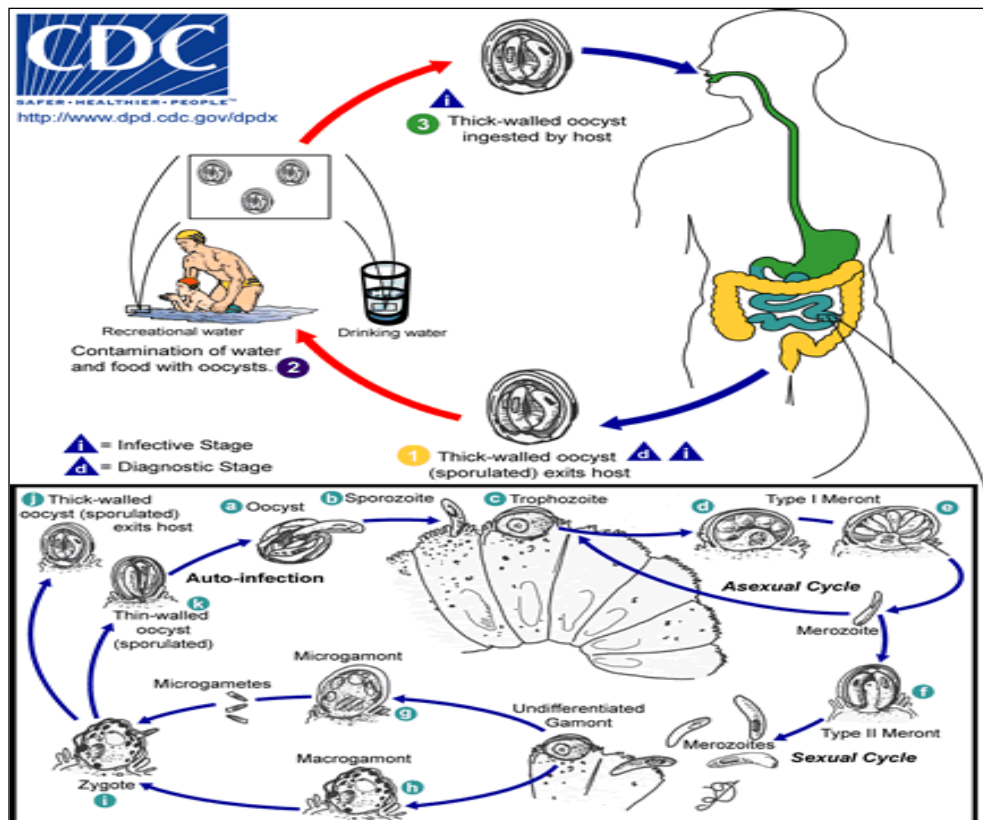 CDC
SAFER • HEALTHIER • PEOPLE™
http://www.dpd.cdc.gov/dpdx
i
3 Thick-walled oocyst
ingested by host
Recreational water
Drinking water
Contamination of water
and food with oocysts. 2
i = Infective Stage
d = Diagnostic Stage
1 Thick-walled oocyst d i
(sporulated) exits host
j Thick-walled
oocyst (sporulated)
exits host
a Oocyst
b Sporozoite
c Trophozoite
Type I Meront
d
e
Auto-infection
k
Thin-walled
oocyst
(sporulated)
Asexual Cycle
Merozoite
f
Type II Meront
Microgamont
g
Microgametes
Undifferentiated
Gamont
Merozoites
Sexual Cycle
Macrogamont
h
Zygote
i